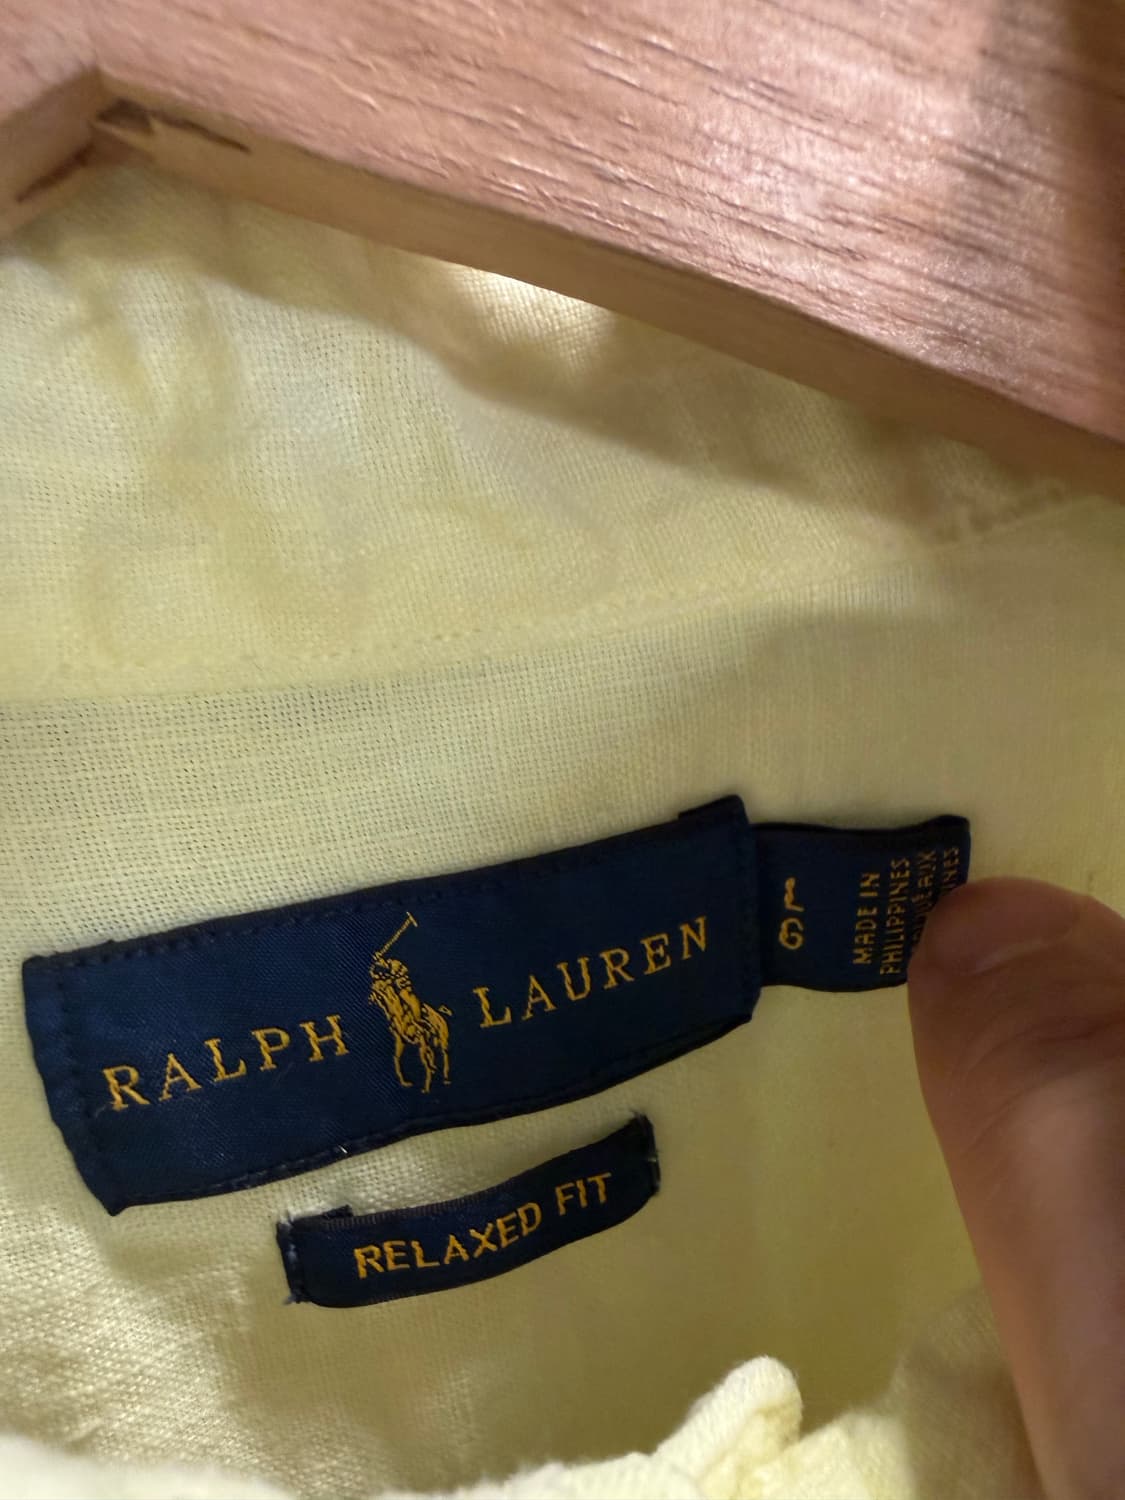 RALPH LAUREN
RELAXED FIT
MADE IN
PHILIPPINES